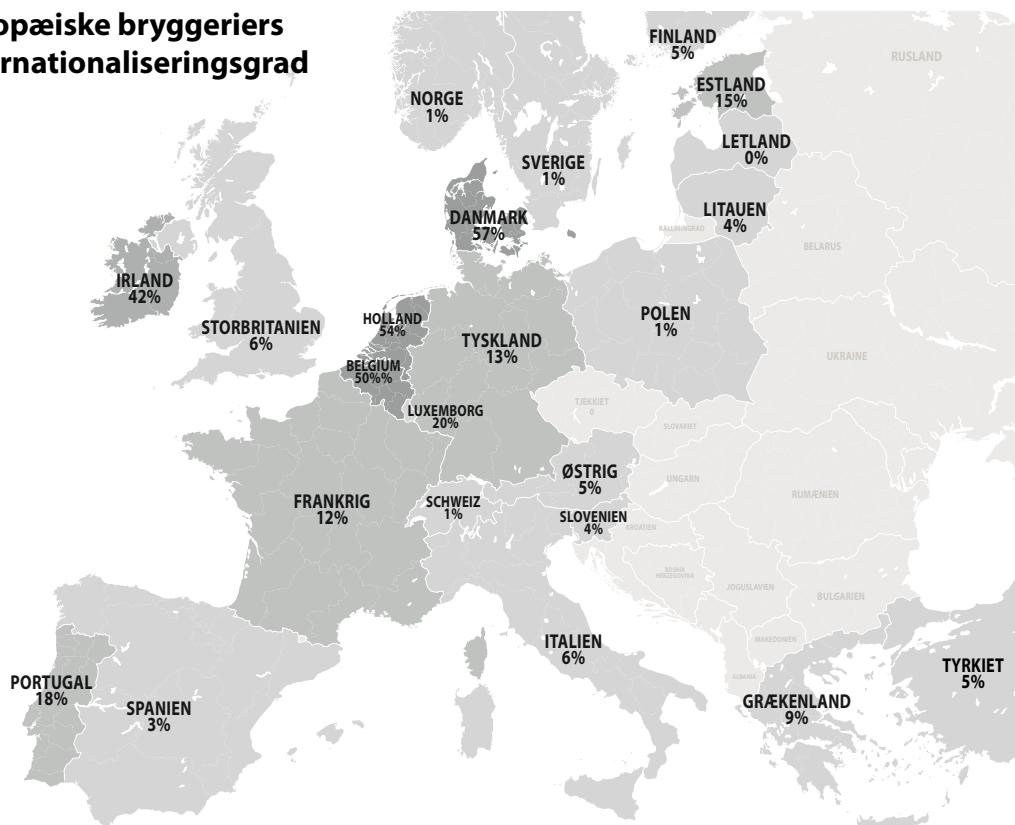 opæiske bryggeriers
rnationaliseringsgrad
FINLAND
5%
RUSLAND
ESTLAND
15%
NORGE
1%
LETLAND
0%
SVERIGE
1%
LITAUEN
4%
DANMARK
57%
KALININGRAD
BELARUS
IRLAND
42%
STORBRITANIEN
6%
HOLLAND
54%
POLEN
1%
TYSKLAND
13%
UKRAINE
BELGIUM
50%%
LUXEMBORG
20%
TJEKKIET
0
SLOVAKIET
ØSTRIG
5%
UNGARN
RUMÆNIEN
FRANKRIG
12%
SCHWEIZ
1%
SLOVENIEN
4%
KROATIEN
BOSNIA
HERZEGOVINA
JOGUSLAVIEN
BULGARIEN
MAKEDONIEN
ITALIEN
6%
ALBANIA
TYRKIET
5%
PORTUGAL
18%
SPANIEN
3%
GRÆKENLAND
9%